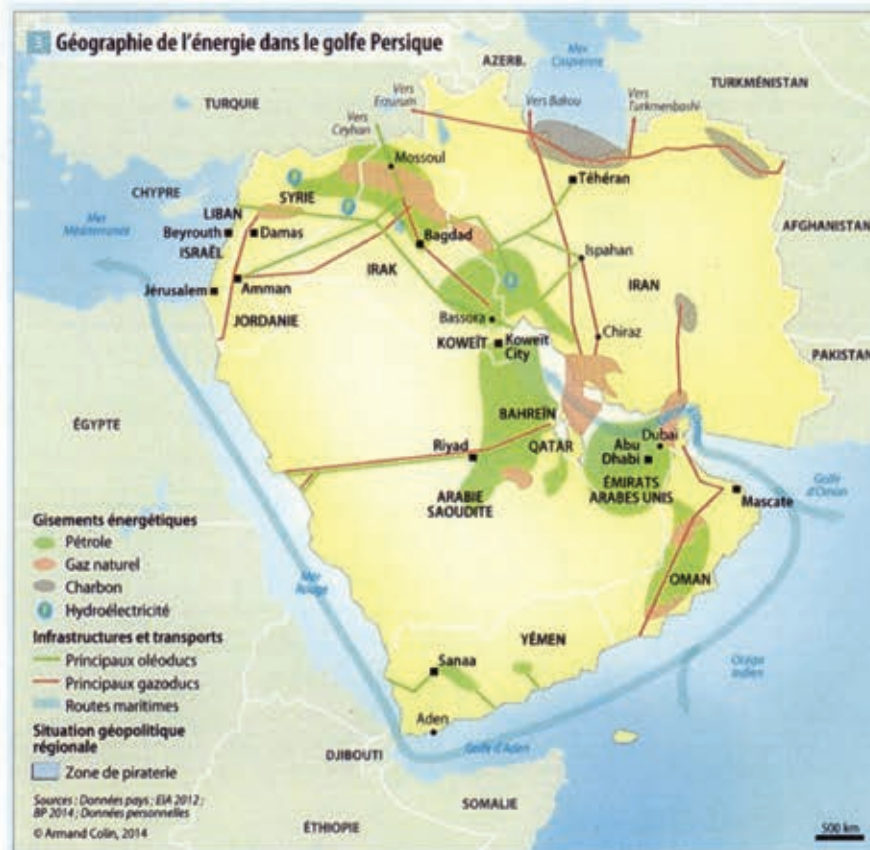 3 Géographie de l'énergie dans le golfe Persique
Mer
Caspienne
AZERB.
TURKMÉNISTAN
TURQUIE
Vers
Ceyhan
Vers
Erzurum
Vers Bakou
Vers
Turkmenbashi
Mossoul
Téhéran
CHYPRE
SYRIE
Mer
Méditerranée
LIBAN
Beyrouth
Damas
ISRAËL
Bagdad
AFGHANISTAN
Ispahan
IRAK
IRAN
Amman
Jérusalem
JORDANIE
Bassora
Chiraz
KOWEÏT
Koweït
City
PAKISTAN
ÉGYPTE
BAHREÏN
QATAR
Riyad
Dubaï
Abu
Dhabi
ÉMIRATS
ARABES UNIS
Golfe
d'Oman
Mascate
ARABIE
SAOUDITE
OMAN
Mer
Rouge
YÉMEN
Sanaa
Océan
Indien
Aden
Golfe d'Aden
DJIBOUTI
SOMALIE
ÉTHIOPIE
500 km
Gisements énergétiques
Pétrole
Gaz naturel
Charbon
Hydroélectricité
Infrastructures et transports
Principaux oléoducs
Principaux gazoducs
Routes maritimes
Situation géopolitique
régionale
Zone de piraterie
Sources : Données pays ; EIA 2012 ;
BP 2014 ; Données personnelles
© Armand Colin, 2014